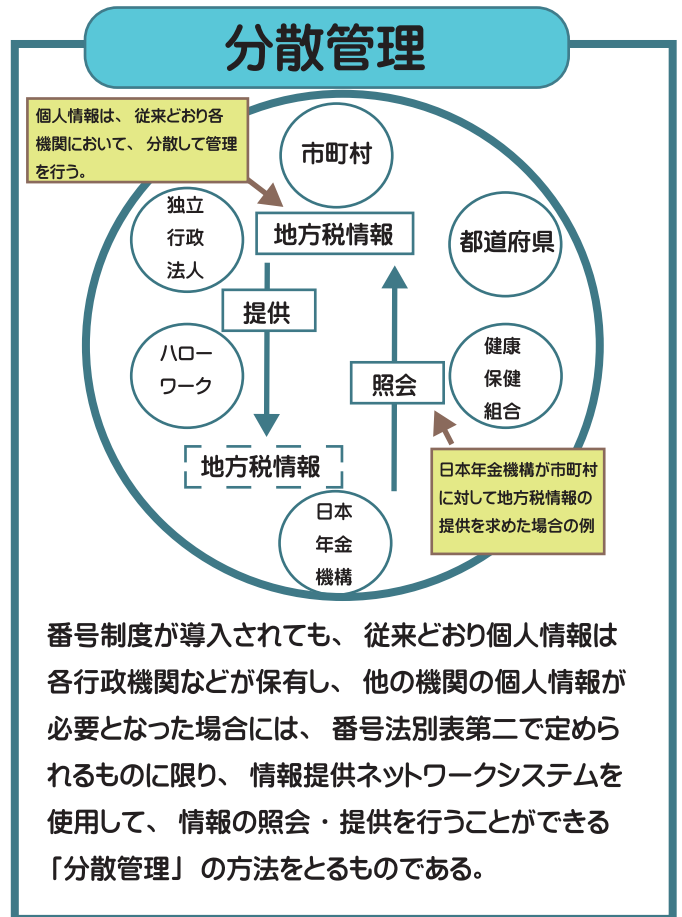 分散管理
個人情報は、従来どおり各
機関において、分散して管理
を行う。
市町村
独立
行政
法人
地方税情報
都道府県
提供
ハロー
ワーク
照会
健康
保健
組合
地方税情報
日本年金機構が市町村
に対して地方税情報の
提供を求めた場合の例
日本
年金
機構
番号制度が導入されても、従来どおり個人情報は
各行政機関などが保有し、他の機関の個人情報が
必要となった場合には、番号法別表第二で定めら
れるものに限り、情報提供ネットワークシステムを
使用して、情報の照会・提供を行うことができる
「分散管理」の方法をとるものである。